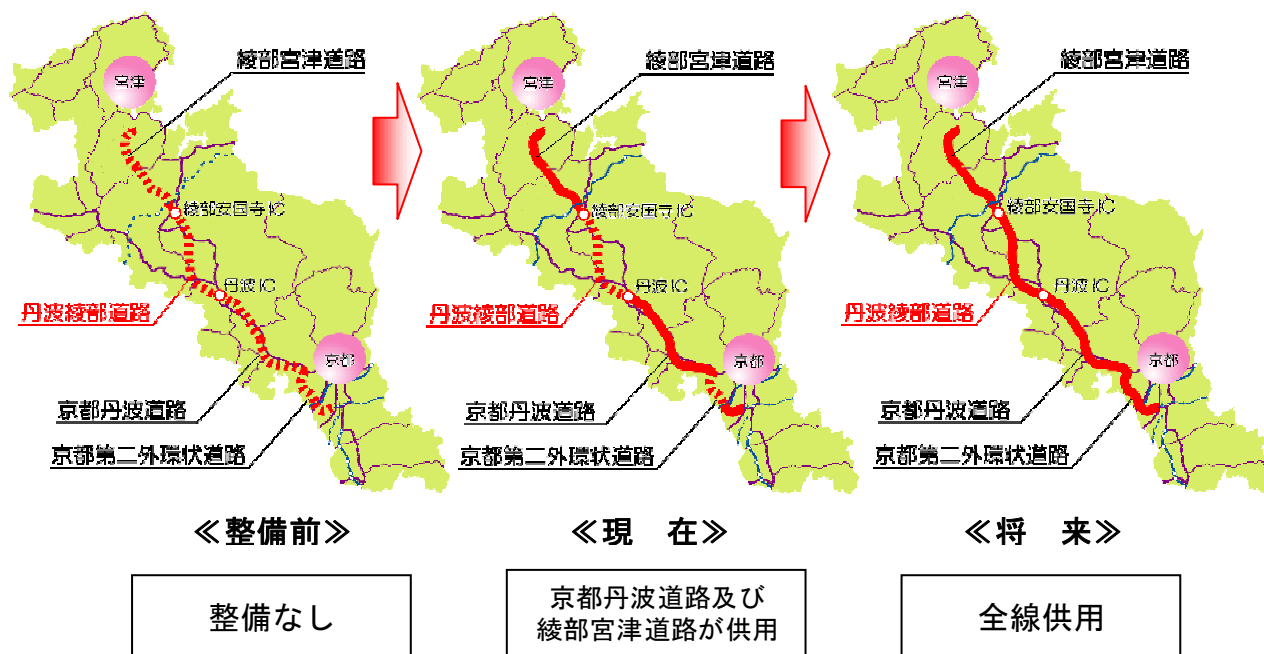 綾部宮津道路
宮津
綾部安国寺IC
丹波IC
丹波綾部道路
京都
京都丹波道路
京都第二外環状道路
≪整備前≫
整備なし
綾部宮津道路
宮津
綾部安国寺IC
丹波IC
丹波綾部道路
京都
京都丹波道路
京都第二外環状道路
≪現 在≫
京都丹波道路及び
綾部宮津道路が供用
綾部宮津道路
宮津
綾部安国寺IC
丹波IC
丹波綾部道路
京都
京都丹波道路
京都第二外環状道路
≪将 来≫
全線供用